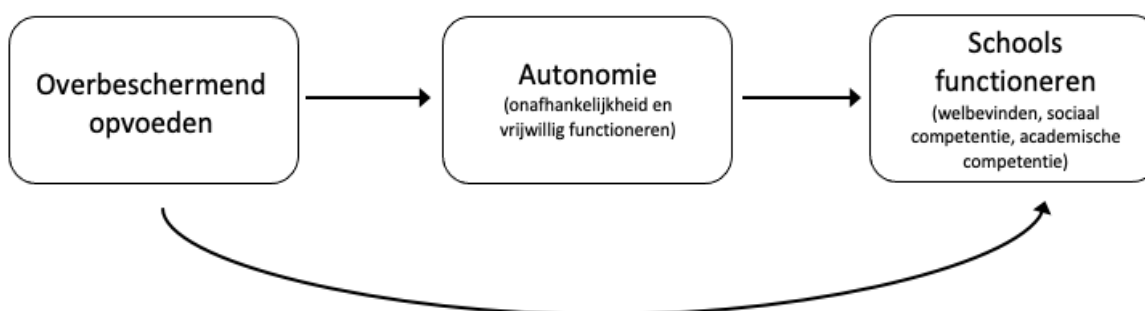 Overbeschermend
opvoeden
Autonomie
(onafhankelijkheid en
vrijwillig functioneren)
Schools
functioneren
(welbevinden, sociaal
competentie, academische
competentie)